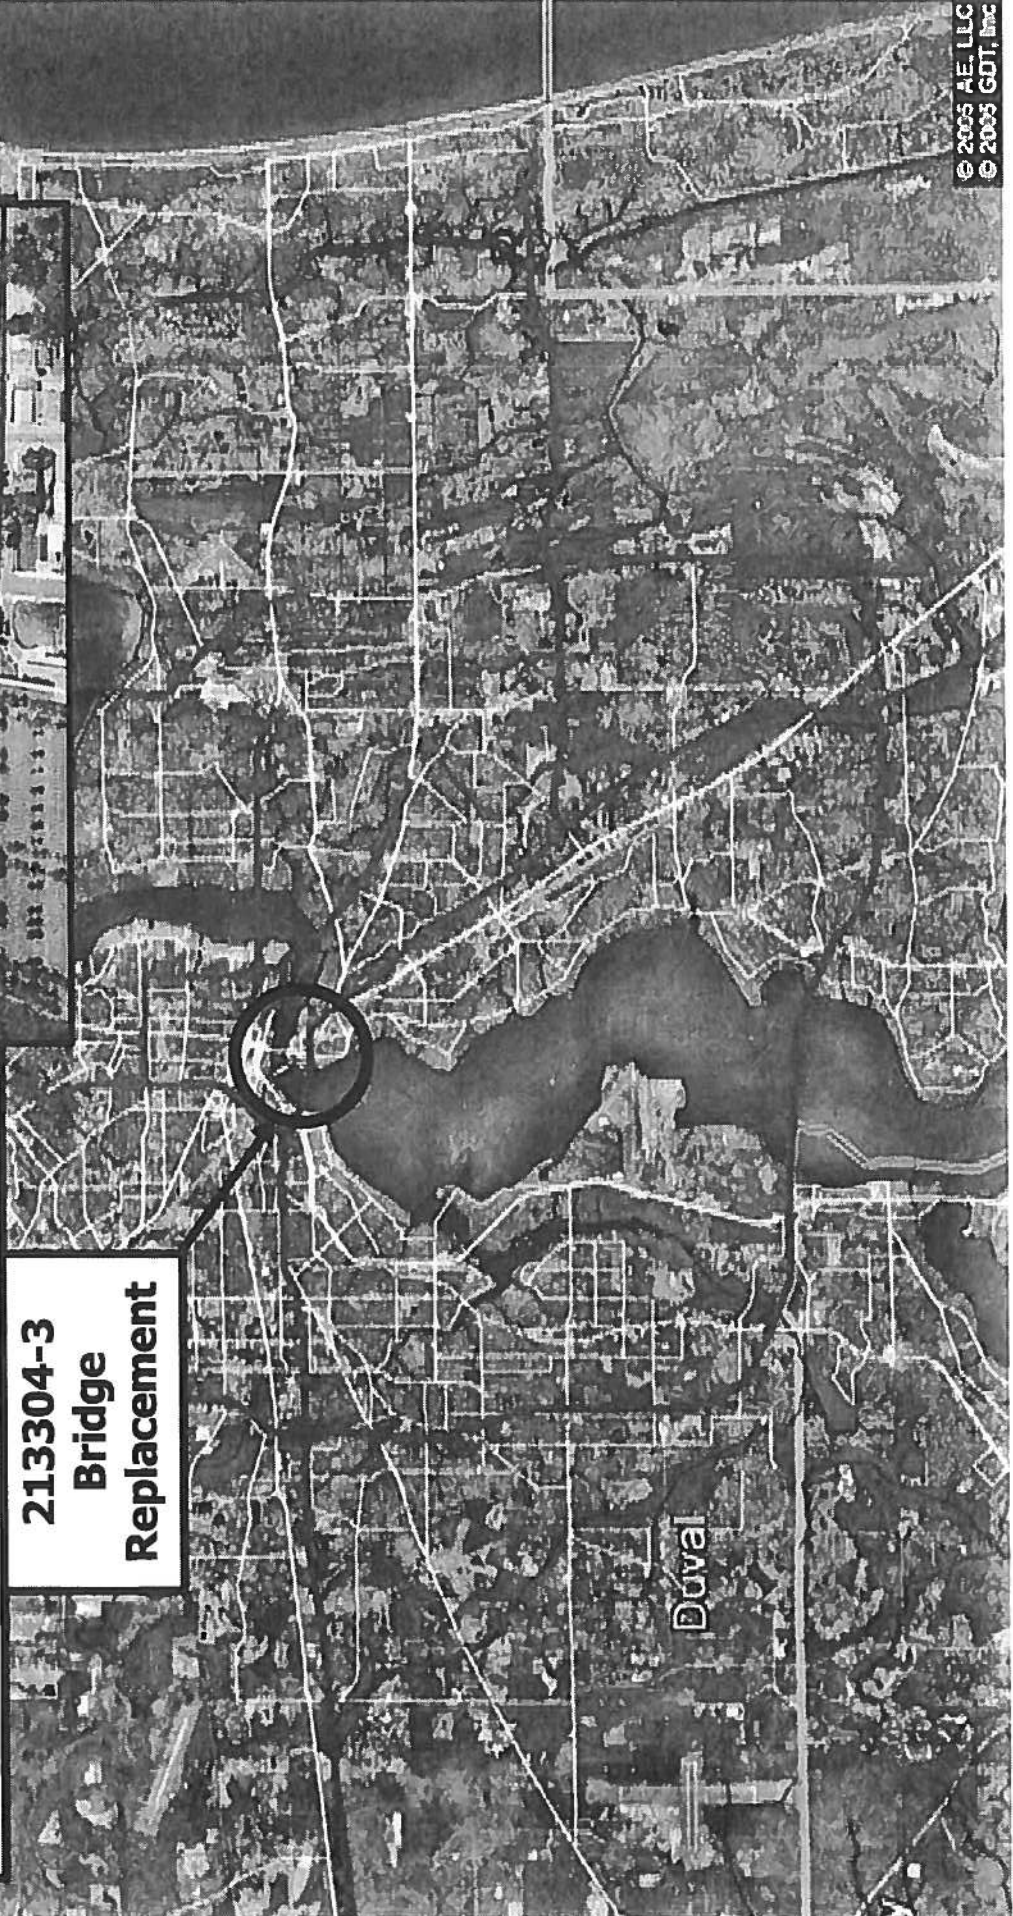 213304-3
Bridge
Replacement
Duval
© 2005 AE, LLC
© 2005 GDT, Inc